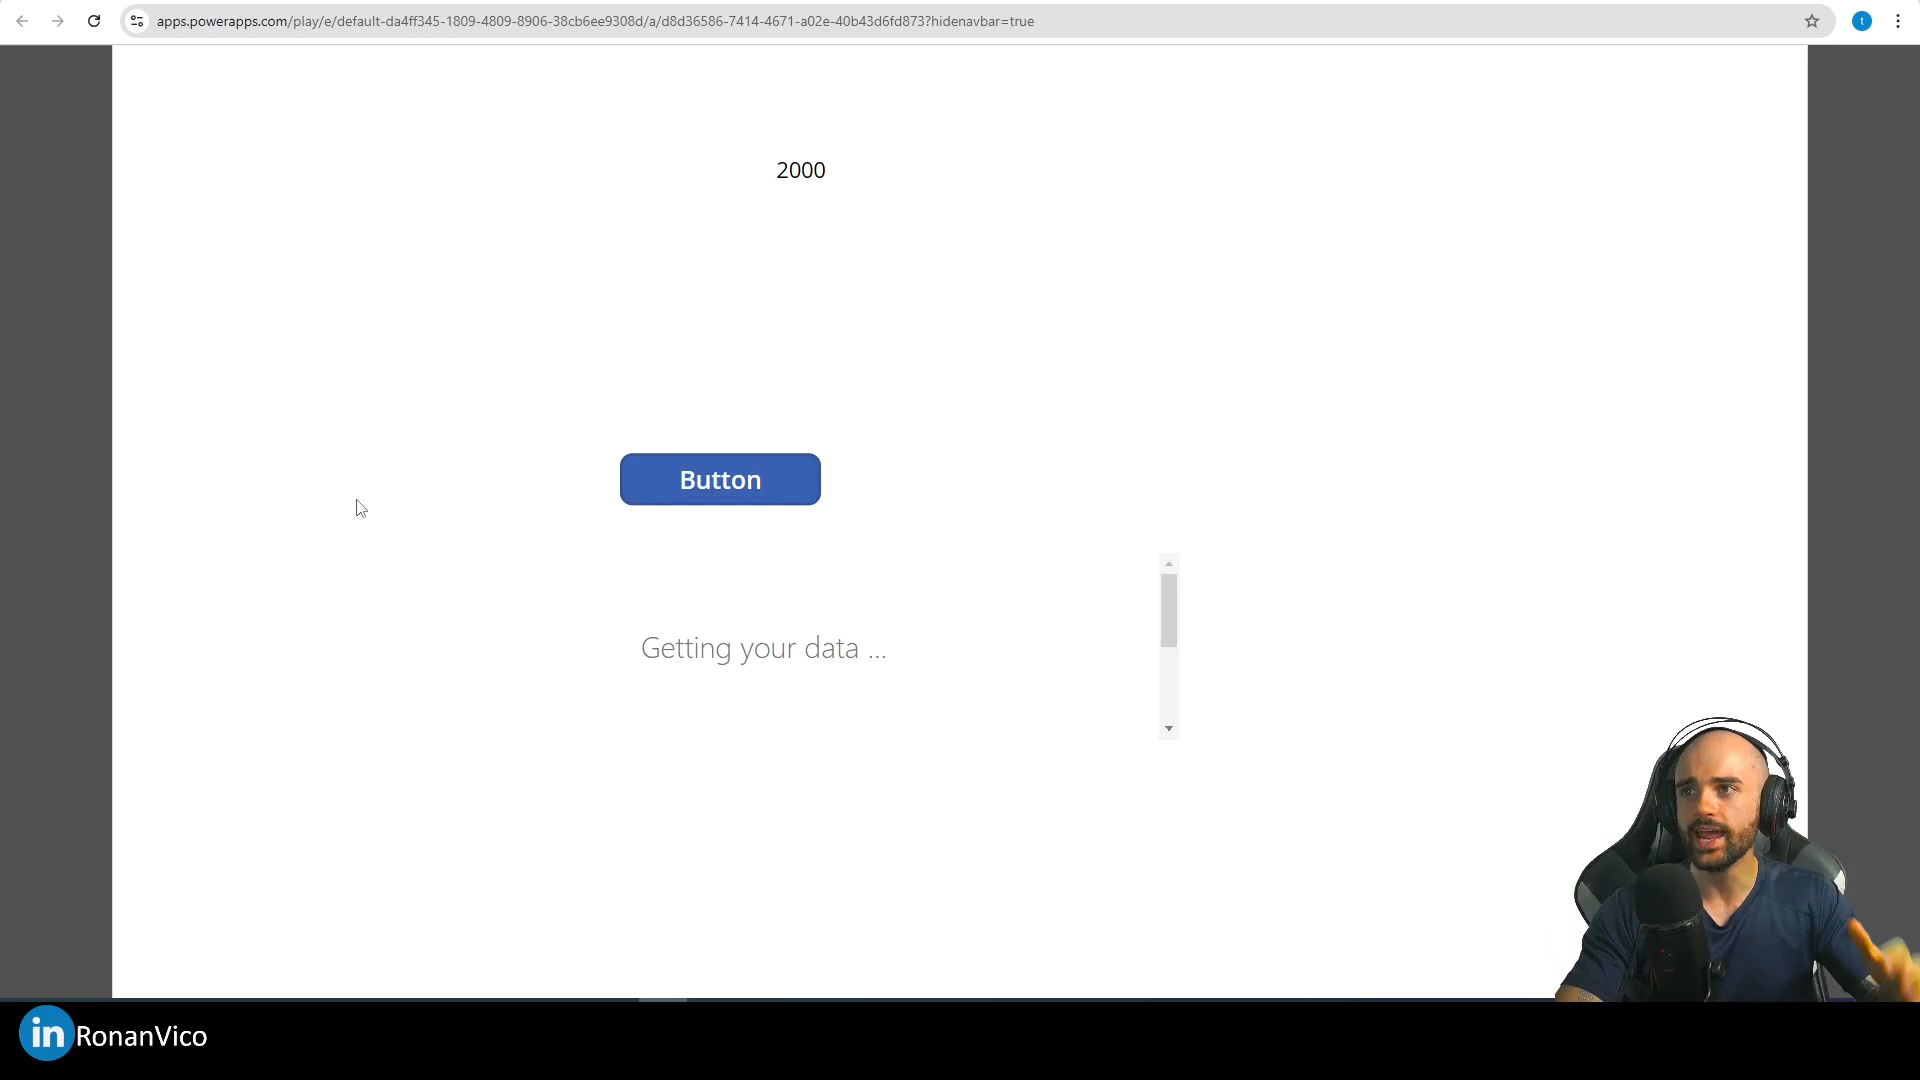 apps.powerapps.com/play/e/default-da4ff345-1809-4809-8906-38cb6ee9308d/a/d8d36586-7414-4671-a02e-40b43d6fd873?hidenavbar=true
t
2000
Button
Getting your data ...
in RonanVico